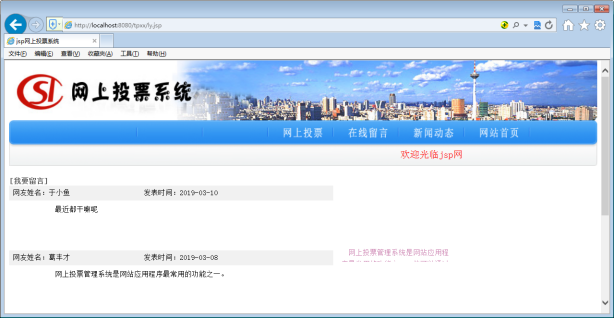 http://localhost:8080/tpxx/ly.jsp
jsp网上投票系统
文件(F) 编辑(E) 查看(V) 收藏夹(A) 工具(T) 帮助(H)
网上投票系统
网上投票 在线留言 新闻动态 网站首页
欢迎光临jsp网
[我要留言]
网友姓名：于小鱼 发表时间：2019-03-10
最近都干嘛呢
网友姓名：葛丰才 发表时间：2019-03-08
网上投票管理系统是网站应用程
网上投票管理系统是网站应用程序最常用的功能之一。